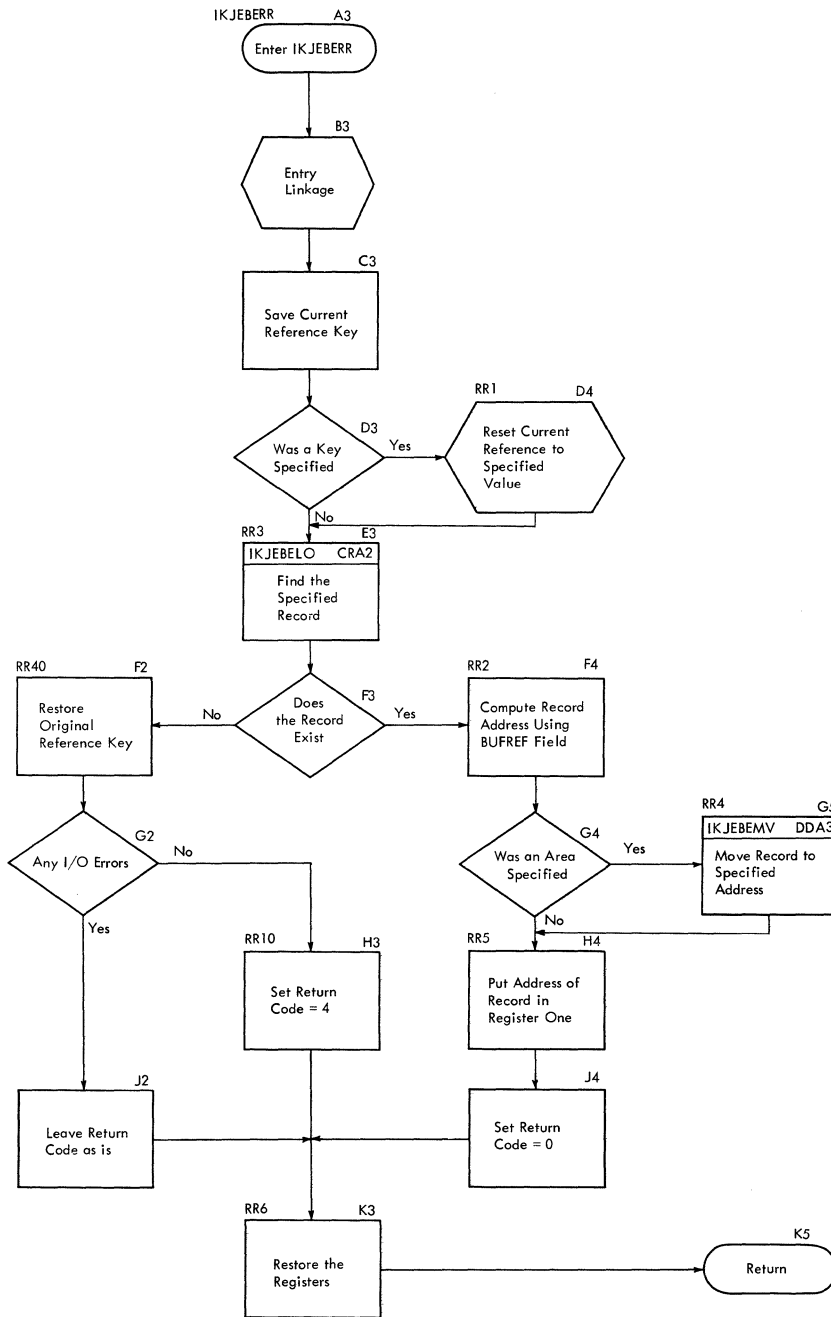 IKJEBERR A3
Enter IKJEBERR
B3
Entry
Linkage
C3
Save Current
Reference Key
D3
Was a Key
Specified
Yes
No
RR1 D4
Reset Current
Reference to
Specified
Value
RR3 E3
IKJEBELO CRA2
Find the
Specified
Record
F3
Does
the Record
Exist
No
Yes
RR40 F2
Restore
Original
Reference Key
RR2 F4
Compute Record
Address Using
BUFREF Field
G2
Any I/O Errors
No
Yes
G4
Was an Area
Specified
Yes
No
RR4 G5
IKJEBEMV DDA3
Move Record to
Specified
Address
RR10 H3
Set Return
Code = 4
RR5 H4
Put Address of
Record in
Register One
J2
Leave Return
Code as is
J4
Set Return
Code = 0
RR6 K3
Restore the
Registers
K5
Return